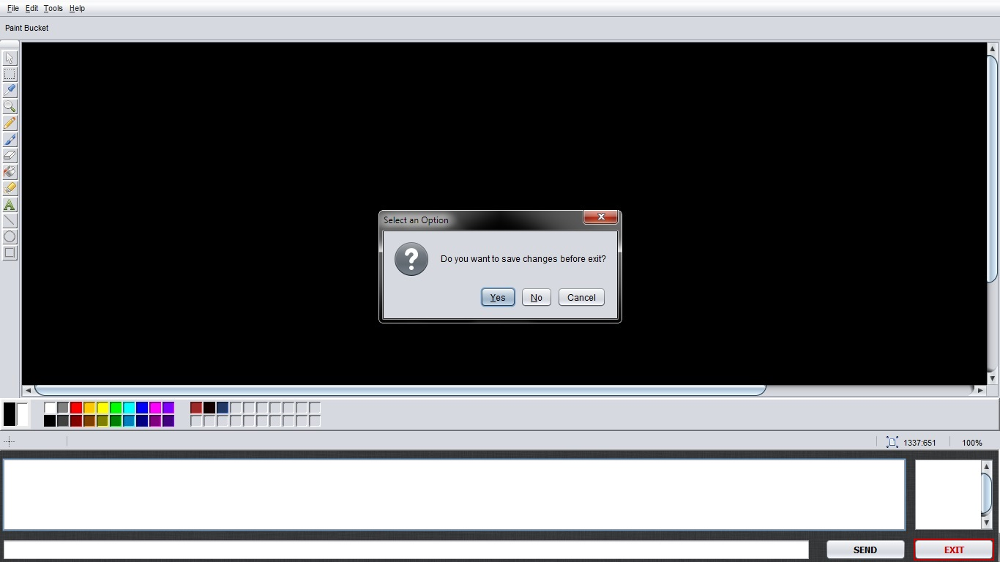 File Edit Tools Help
Paint Bucket
Select an Option
Do you want to save changes before exit?
Yes No Cancel
1337:651 100%
SEND EXIT